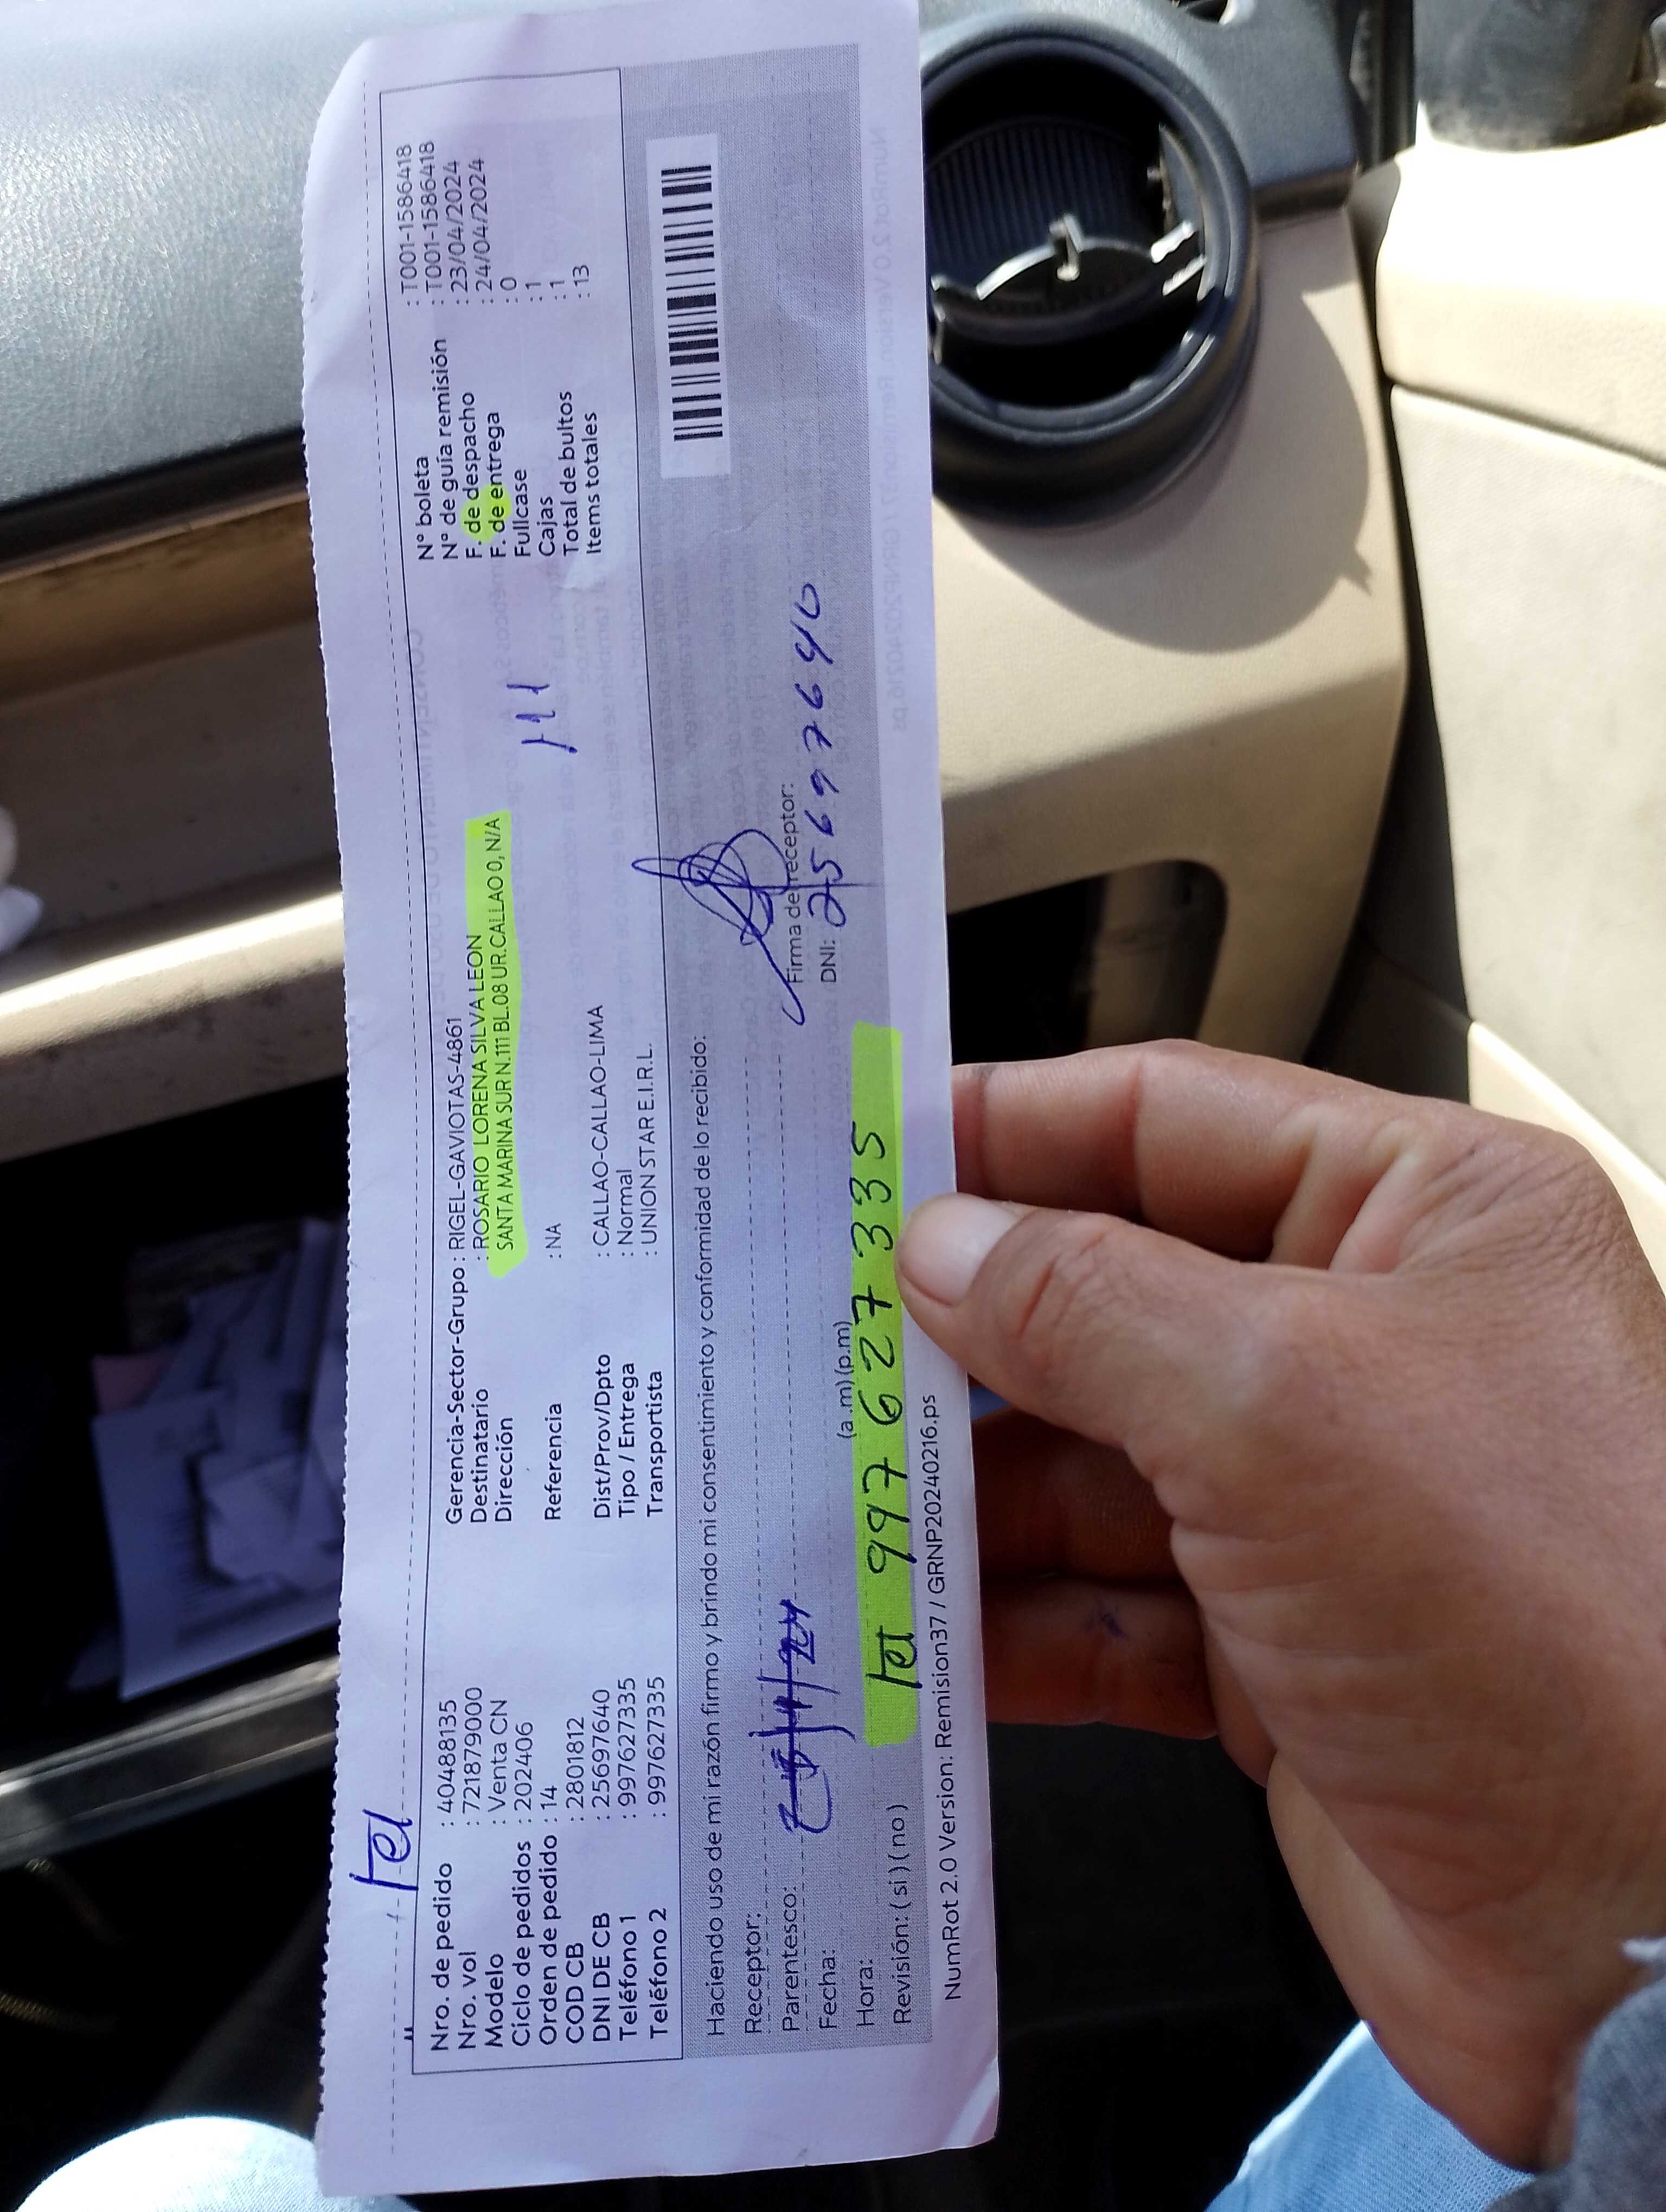 tel
Nro. de pedido : 40488135
Nro. vol : 721879000
Modelo : Venta CN
Ciclo de pedidos : 202406
Orden de pedido : 14
COD CB : 2801812
DNI DE CB : 25697640
Teléfono 1 : 997627335
Teléfono 2 : 997627335
Gerencia-Sector-Grupo : RIGEL-GAVIOTAS-4861
Destinatario : ROSARIO LORENA SILVA LEON
Dirección SANTA MARINA SUR N.111 BL.08 UR.CALLAO 0, N/A
111
Referencia : NA
Dist/Prov/Dpto : CALLAO-CALLAO-LIMA
Tipo / Entrega : Normal
Transportista : UNION STAR E.I.R.L.
N° boleta : T001-1586418
N° de guía remisión : T001-1586418
F. de despacho : 23/04/2024
F. de entrega : 24/04/2024
Fullcase : 0
Cajas : 1
Total de bultos : 1
Items totales : 13
Haciendo uso de mi razón firmo y brindo mi consentimiento y conformidad de lo recibido:
Receptor:
Parentesco:
Fecha:
Firma de receptor:
DNI: 25697640
Hora: (a.m) (p.m)
Revisión: ( si ) ( no )
tel 997627335
NumRot 2.0 Version: Remision37 / GRNP20240216.ps